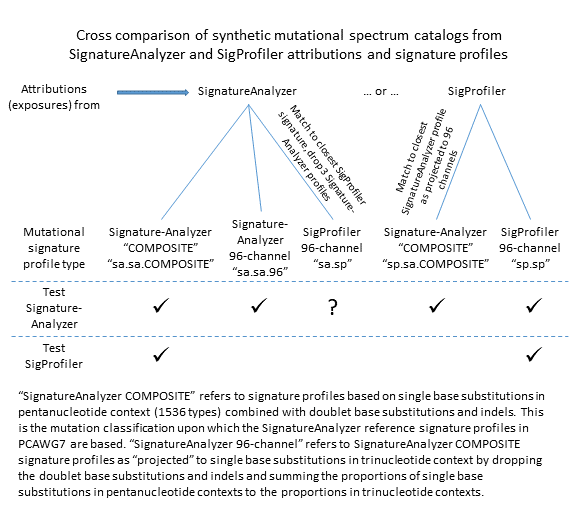 Cross comparison of synthetic mutational spectrum catalogs from
SignatureAnalyzer and SigProfiler attributions and signature profiles
Attributions
(exposures) from
SignatureAnalyzer
... or ...
SigProfiler
Match to closest SigProfiler
signature, drop 3 Signature-
Analyzer profiles
Match to closest
SignatureAnalyzer profile
as projected to 96
channels
Mutational
signature
profile type
Signature-Analyzer
“COMPOSITE”
“sa.sa.COMPOSITE”
Signature-
Analyzer
96-channel
“sa.sa.96”
SigProfiler
96-channel
“sa.sp”
Signature-Analyzer
“COMPOSITE”
“sp.sa.COMPOSITE”
SigProfiler
96-channel
“sp.sp”
Test
Signature-
Analyzer
✓ ✓ ? ✓ ✓
Test
SigProfiler
✓ ✓
“SignatureAnalyzer COMPOSITE” refers to signature profiles based on single base substitutions in
pentanucleotide context (1536 types) combined with doublet base substitutions and indels. This
is the mutation classification upon which the SignatureAnalyzer reference signature profiles in
PCAWG7 are based. “SignatureAnalyzer 96-channel” refers to SignatureAnalyzer COMPOSITE
signature profiles as “projected” to single base substitutions in trinucleotide context by dropping
the doublet base substitutions and indels and summing the proportions of single base
substitutions in pentanucleotide contexts to the proportions in trinucleotide contexts.